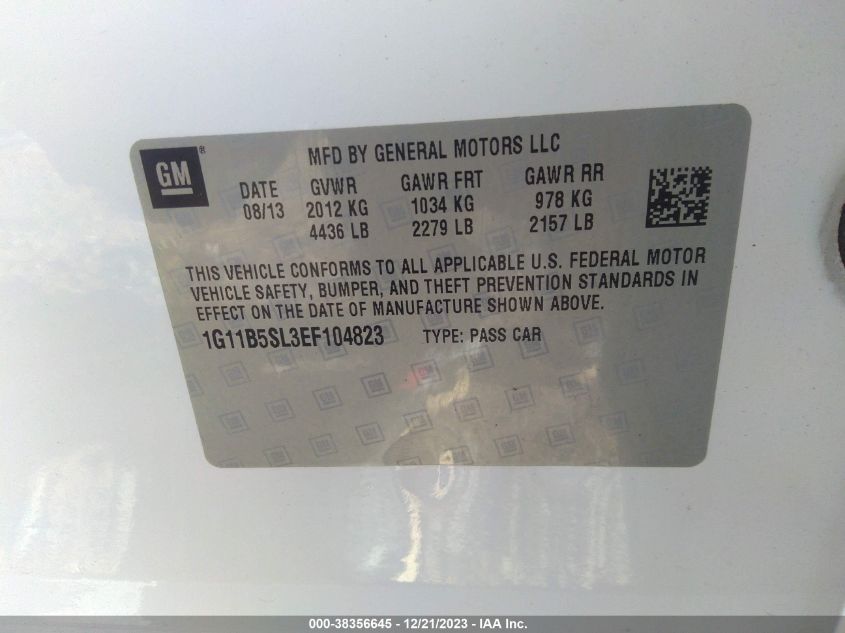 MFD BY GENERAL MOTORS LLC
GM®
DATE GVWR GAWR FRT GAWR RR
08/13 2012 KG 1034 KG 978 KG
4436 LB 2279 LB 2157 LB
THIS VEHICLE CONFORMS TO ALL APPLICABLE U.S. FEDERAL MOTOR
VEHICLE SAFETY, BUMPER, AND THEFT PREVENTION STANDARDS IN
EFFECT ON THE DATE OF MANUFACTURE SHOWN ABOVE.
1G11B5SL3EF104823 TYPE: PASS CAR
000-38356645 - 12/21/2023 - IAA Inc.